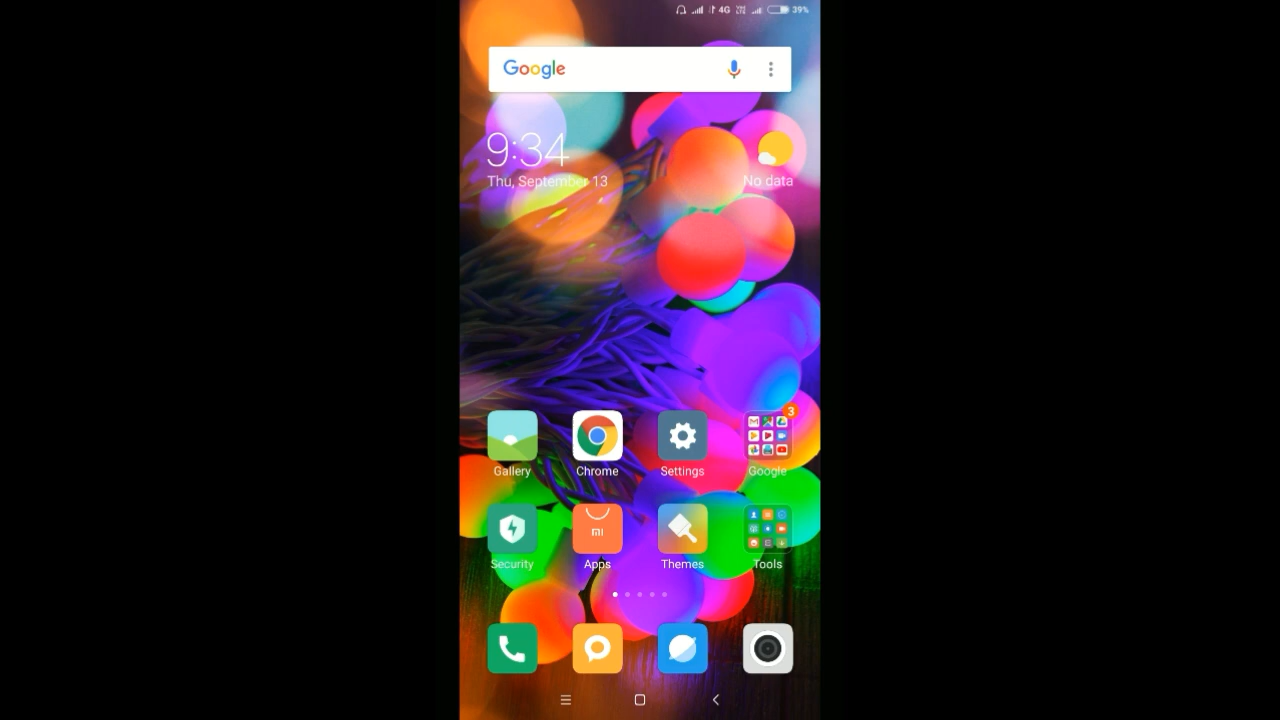 4G 39%
Google
9:34
Thu, September 13
No data
3
Gallery
Chrome
Settings
Google
mi
Security
Apps
Themes
Tools